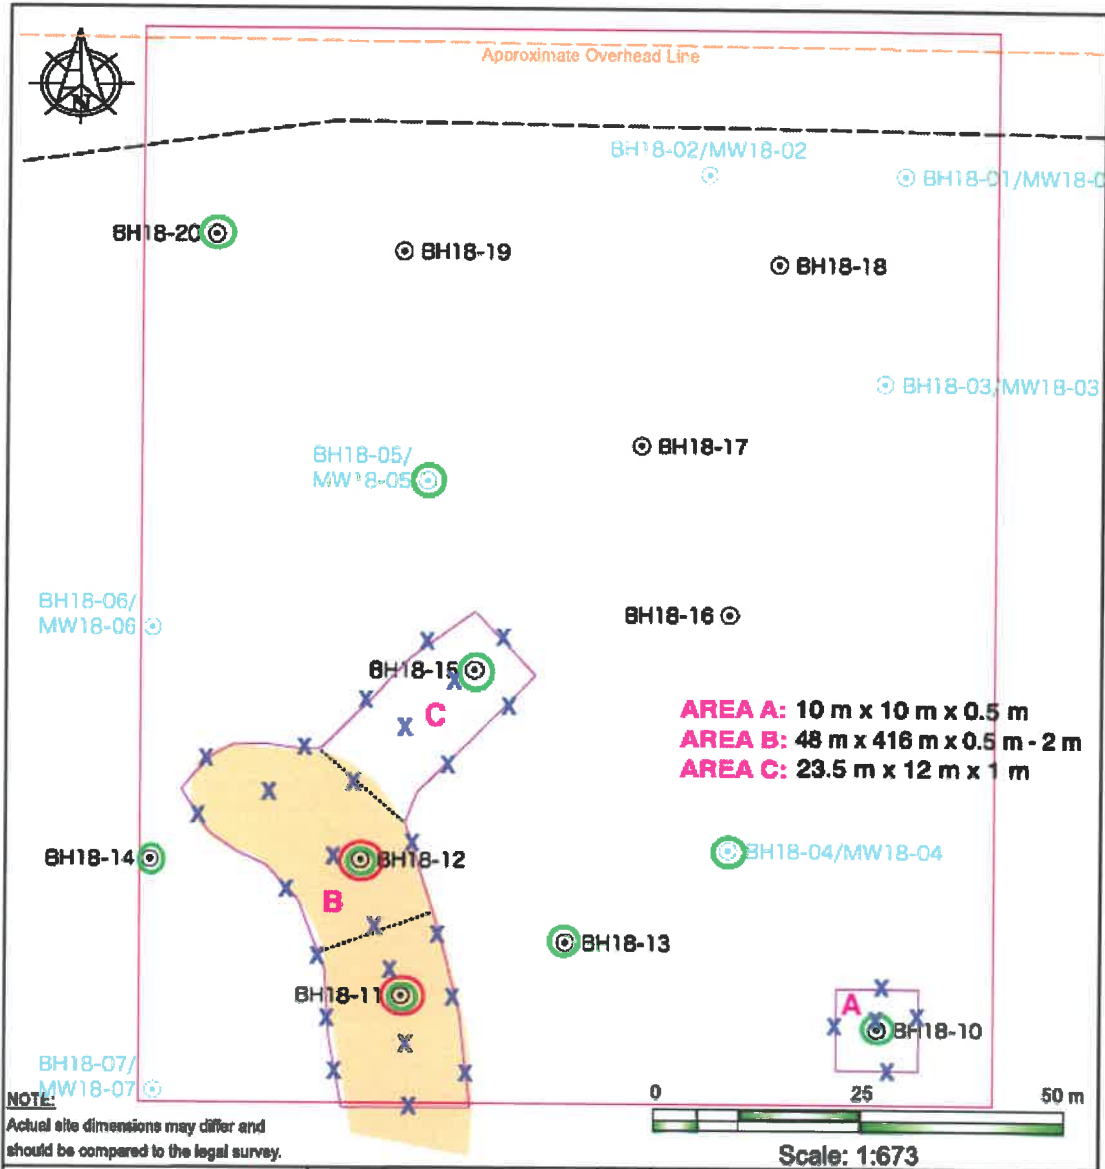 Approximate Overhead Line
N
BH18-02/MW18-02
BH18-01/MW18-0
BH18-20
BH18-19
BH18-18
BH18-03/MW18-03
BH18-17
BH18-05/
MW18-05
BH18-06/
MW18-06
BH18-16
BH18-15
C
AREA A: 10 m x 10 m x 0.5 m
AREA B: 48 m x 416 m x 0.5 m - 2 m
AREA C: 23.5 m x 12 m x 1 m
BH18-14
BH18-12
BH18-04/MW18-04
B
BH18-13
BH18-11
A
BH18-10
BH18-07/
MW18-07
NOTE:
Actual site dimensions may differ and
should be compared to the legal survey.
0 25 50 m
Scale: 1:673